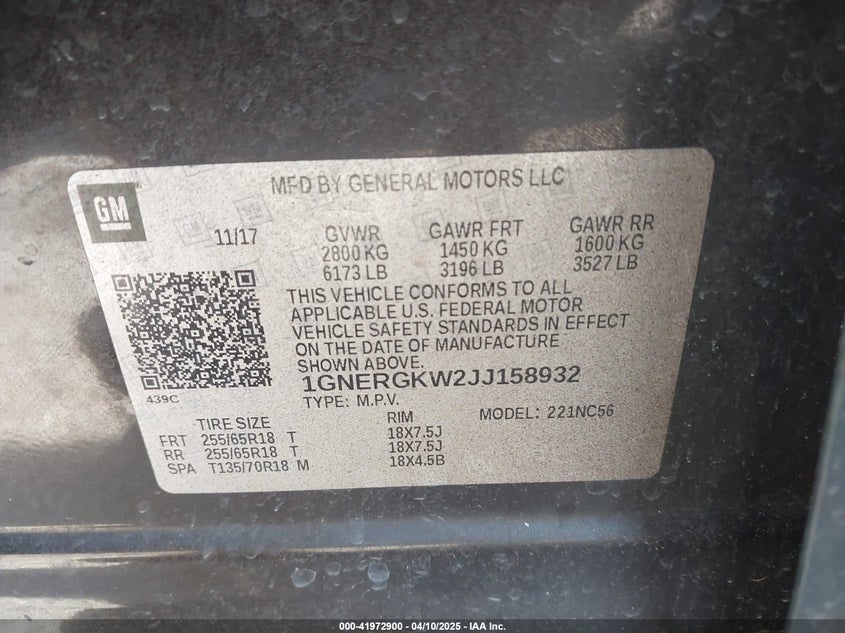 GM
MFD BY GENERAL MOTORS LLC
11/17
GVWR GAWR FRT GAWR RR
2800 KG 1450 KG 1600 KG
6173 LB 3196 LB 3527 LB
THIS VEHICLE CONFORMS TO ALL
APPLICABLE U.S. FEDERAL MOTOR
VEHICLE SAFETY STANDARDS IN EFFECT
ON THE DATE OF MANUFACTURE
SHOWN ABOVE.
1GNERGKW2JJ158932
439C
TYPE: M.P.V. MODEL: 221NC56
TIRE SIZE RIM
FRT 255/65R18 T 18X7.5J
RR 255/65R18 T 18X7.5J
SPA T135/70R18 M 18X4.5B
000-41972900 - 04/10/2025 - IAA Inc.